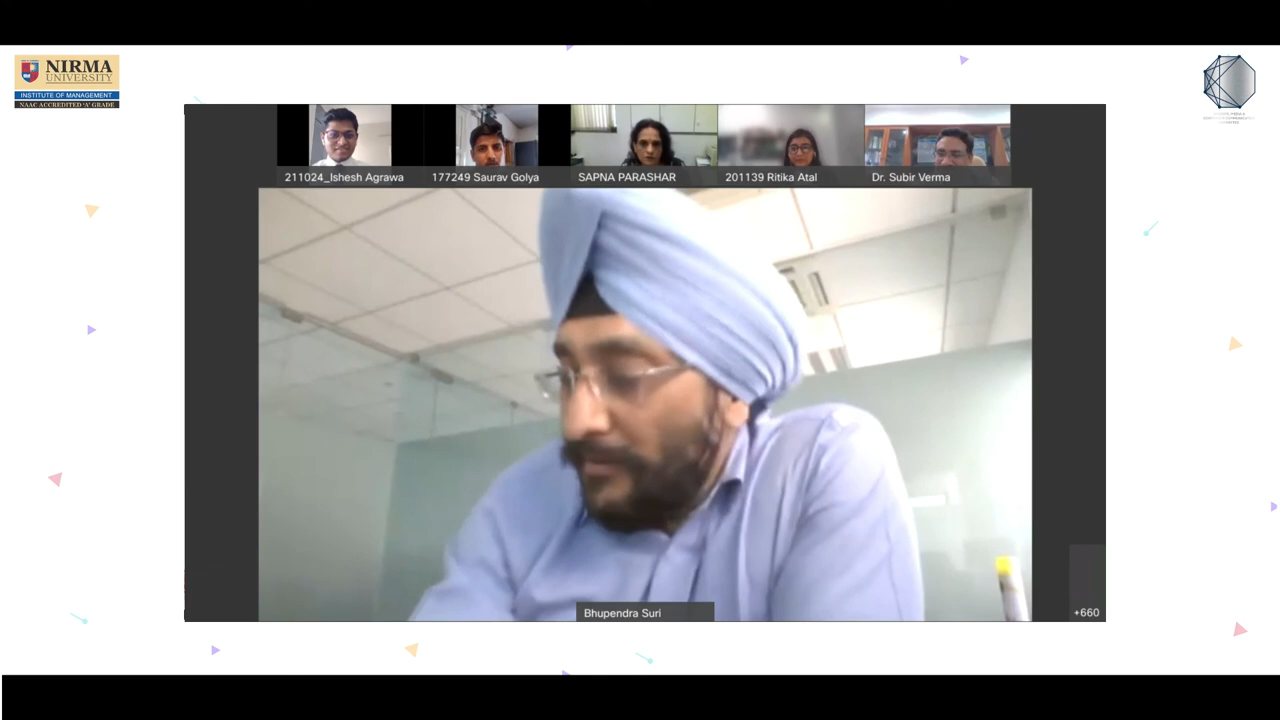 NIRMA
UNIVERSITY
INSTITUTE OF MANAGEMENT
NAAC ACCREDITED 'A' GRADE
211024_Ishesh Agrawa
177249 Saurav Golya
SAPNA PARASHAR
201139 Ritika Atal
Dr. Subir Verma
Bhupendra Suri
+660